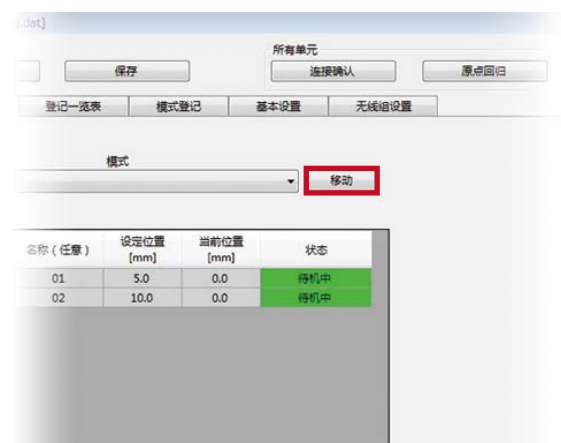 .dat]
所有单元
保存
连接确认
原点回归
登记一览表
模式登记
基本设置
无线组设置
模式
移动
名称（任意）
设定位置
[mm]
当前位置
[mm]
状态
01 5.0 0.0 待机中
02 10.0 0.0 待机中